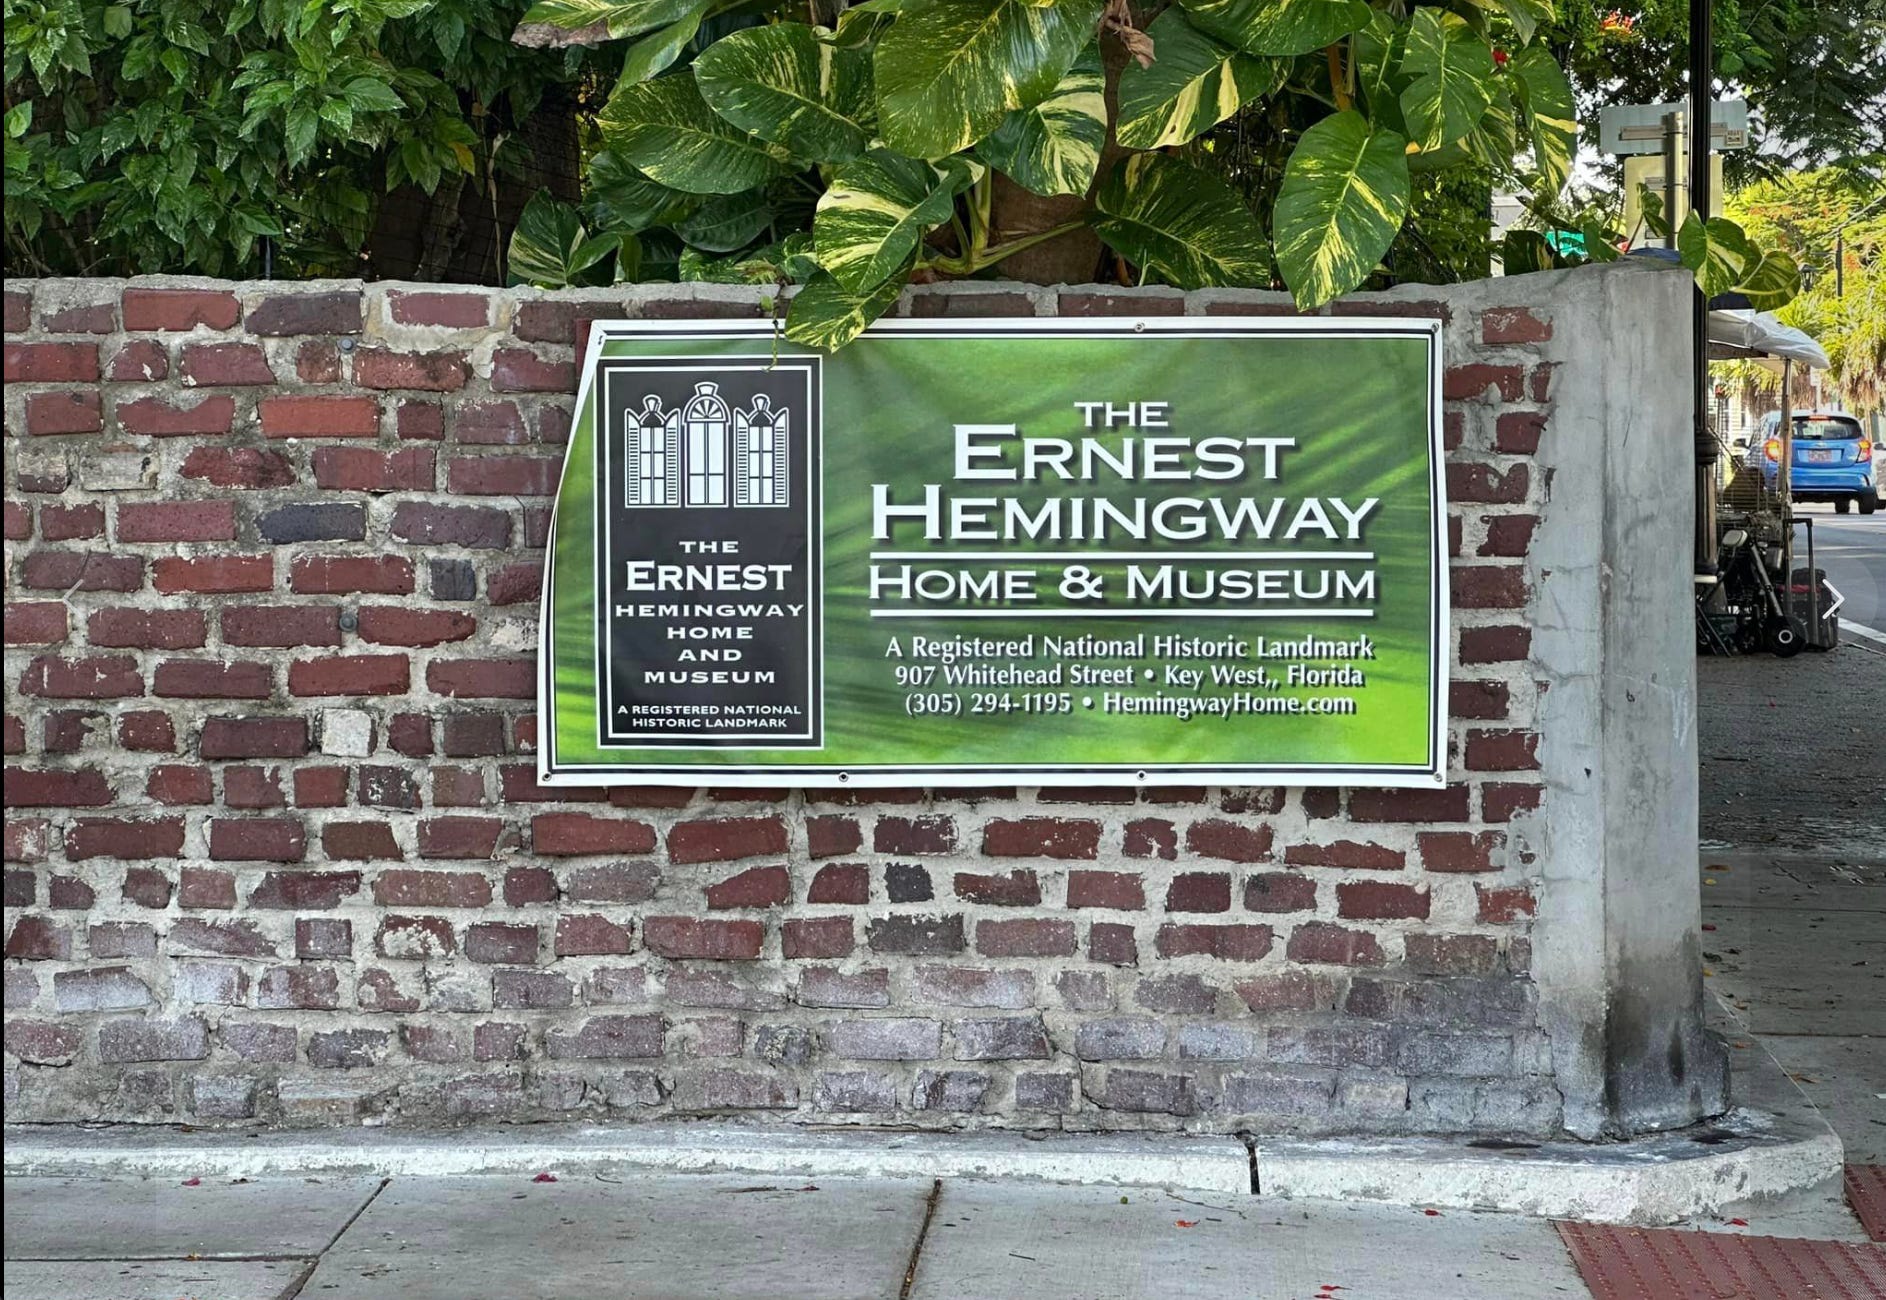 THE
ERNEST
HEMINGWAY
HOME
AND
MUSEUM
A REGISTERED NATIONAL
HISTORIC LANDMARK
THE
ERNEST
HEMINGWAY
HOME & MUSEUM
A Registered National Historic Landmark
907 Whitehead Street • Key West,, Florida
(305) 294-1195 • HemingwayHome.com